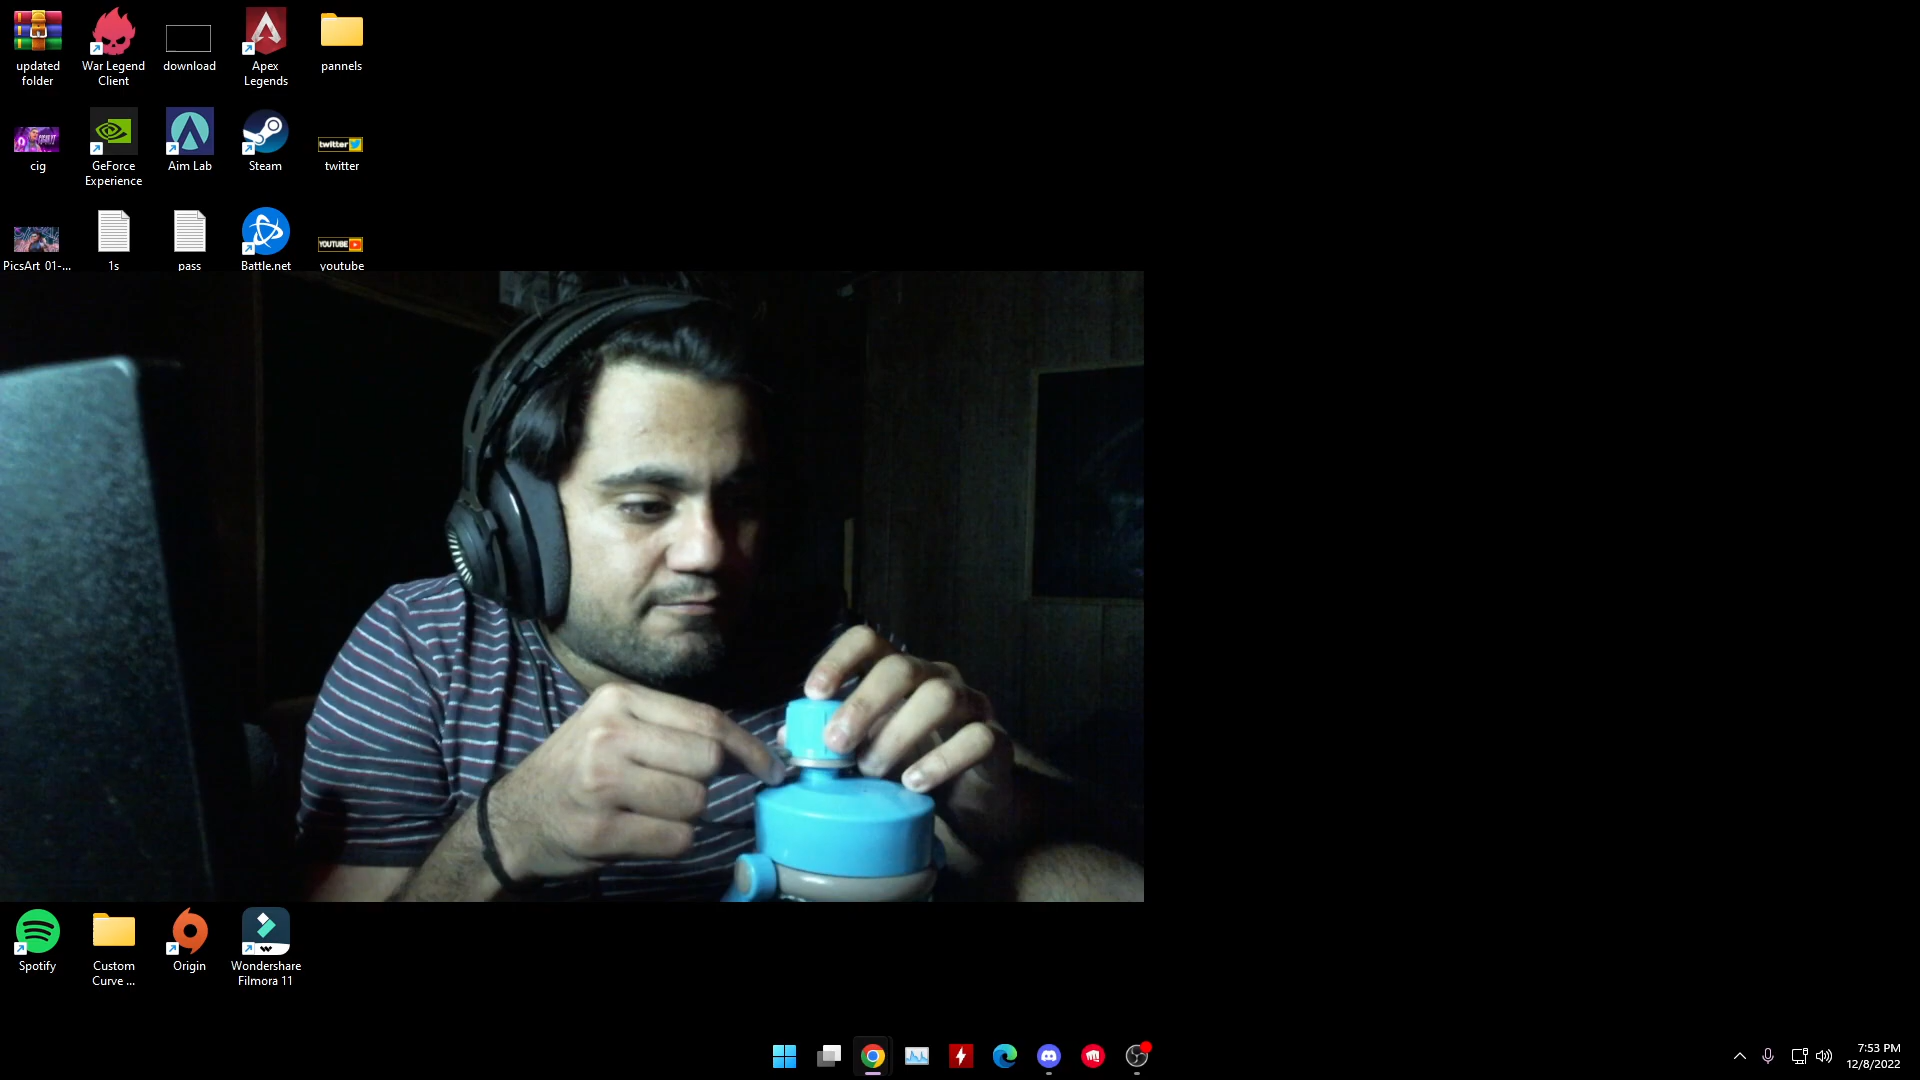 updated
folder
War Legend
Client
download
Apex
Legends
pannels
cig
GeForce
Experience
Aim Lab
Steam
twitter
twitter
PicsArt 01-...
1s
pass
Battle.net
YOUTUBE
youtube
Spotify
Custom
Curve ...
Origin
Wondershare
Filmora 11
7:53 PM
12/8/2022